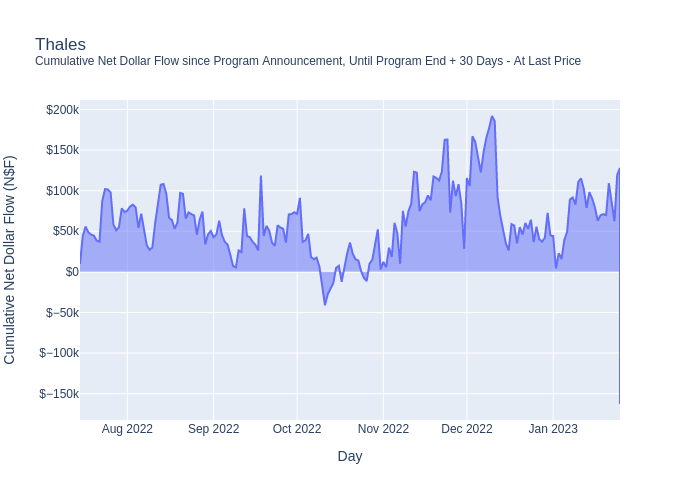 Thales
Cumulative Net Dollar Flow since Program Announcement, Until Program End + 30 Days - At Last Price
Cumulative Net Dollar Flow (N$F)
$200k
$150k
$100k
$50k
$0
$−50k
$−100k
$−150k
Aug 2022
Sep 2022
Oct 2022
Nov 2022
Dec 2022
Jan 2023
Day